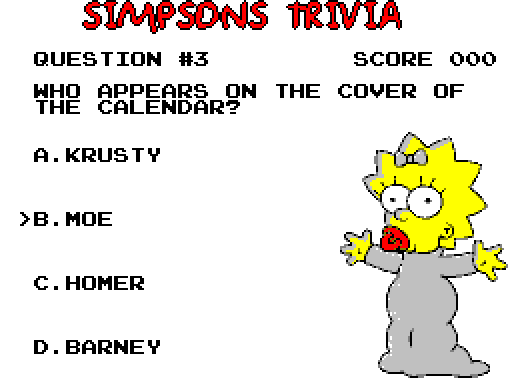 SIMPSONS TRIVIA
QUESTION #3 SCORE 000
WHO APPEARS ON THE COVER OF
THE CALENDAR?
A.KRUSTY
>B.MOE
C.HOMER
D.BARNEY